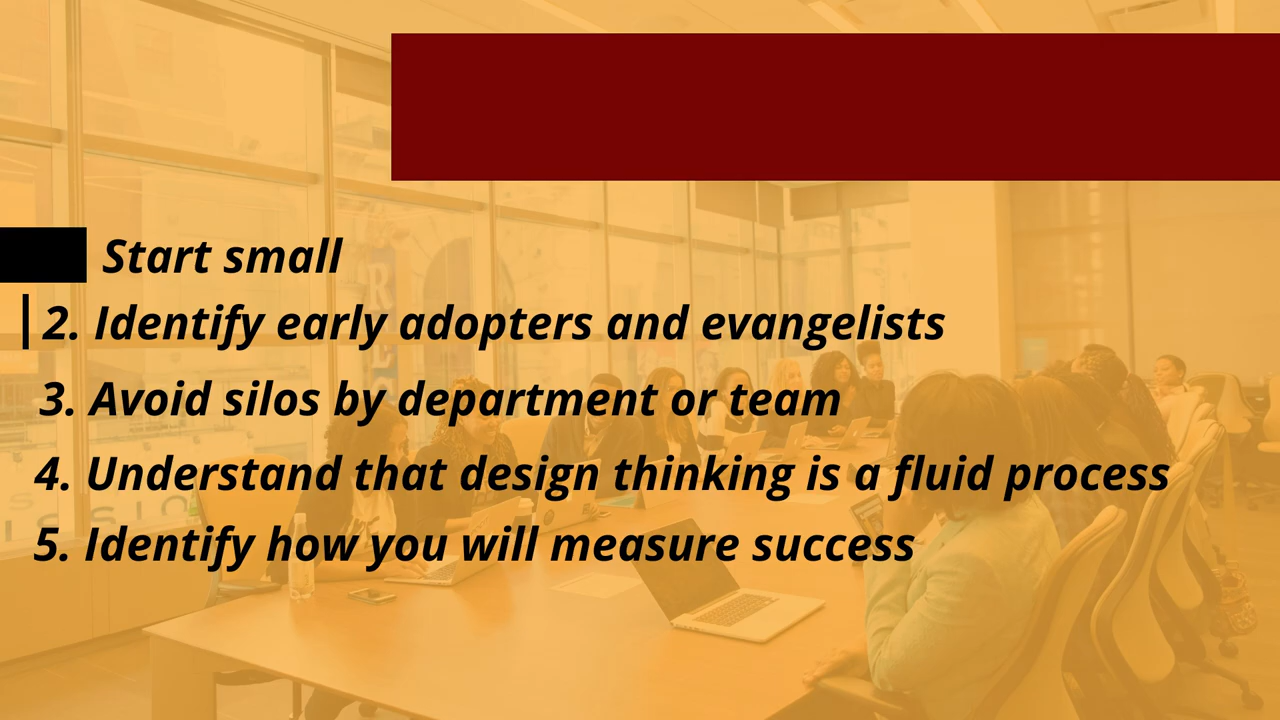 Start small
2. Identify early adopters and evangelists
3. Avoid silos by department or team
4. Understand that design thinking is a fluid process
5. Identify how you will measure success